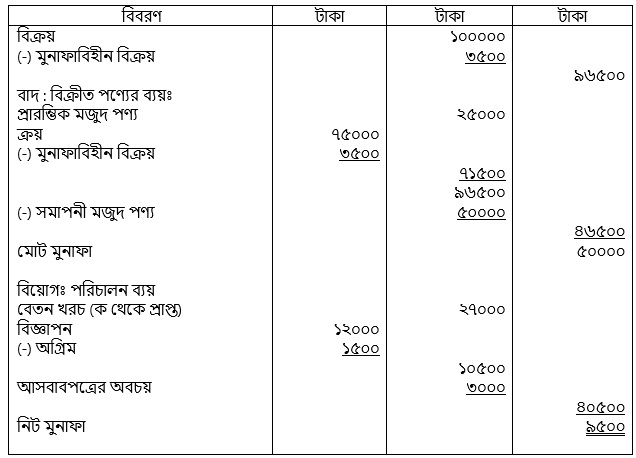 বিবরণ টাকা টাকা টাকা
বিক্রয় ১০০০০০
(-) মুনাফাবিহীন বিক্রয় ৩৫০০
৯৬৫০০
বাদ : বিক্রীত পণ্যের ব্যয়ঃ
প্রারম্ভিক মজুদ পণ্য ২৫০০০
ক্রয় ৭৫০০০
(-) মুনাফাবিহীন বিক্রয় ৩৫০০
৭১৫০০
৯৬৫০০
(-) সমাপনী মজুদ পণ্য ৫০০০০
৪৬৫০০
মোট মুনাফা ৫০০০০
বিয়োগঃ পরিচালন ব্যয়
বেতন খরচ (ক থেকে প্রাপ্ত) ২৭০০০
বিজ্ঞাপন ১২০০০
(-) অগ্রিম ১৫০০
১০৫০০
আসবাবপত্রের অবচয় ৩০০০
৪০৫০০
নিট মুনাফা ৯৫০০